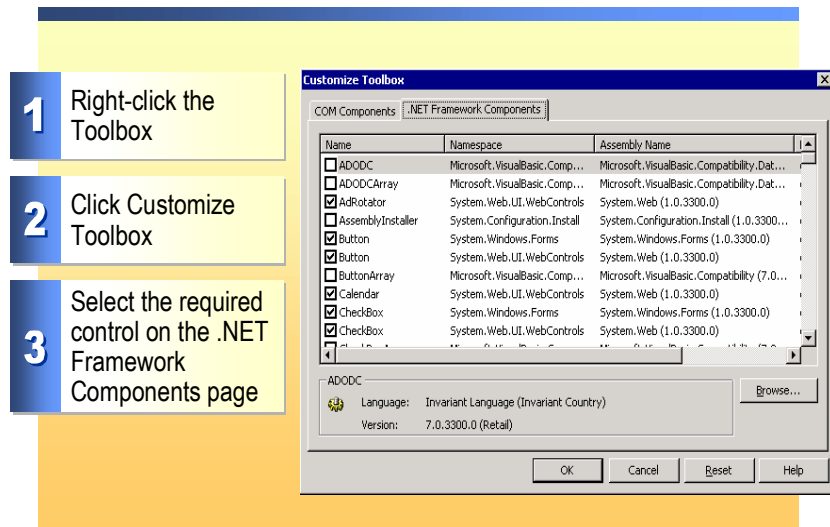 1
Right-click the
Toolbox
2
Click Customize
Toolbox
3
Select the required
control on the .NET
Framework
Components page
Customize Toolbox
COM Components .NET Framework Components
Name Namespace Assembly Name
ADODC Microsoft.VisualBasic.Comp... Microsoft.VisualBasic.Compatibility.Dat...
ADODCArray Microsoft.VisualBasic.Comp... Microsoft.VisualBasic.Compatibility.Dat...
AdRotator System.Web.UI.WebControls System.Web (1.0.3300.0)
AssemblyInstaller System.Configuration.Install System.Configuration.Install (1.0.3300...
Button System.Windows.Forms System.Windows.Forms (1.0.3300.0)
Button System.Web.UI.WebControls System.Web (1.0.3300.0)
ButtonArray Microsoft.VisualBasic.Comp... Microsoft.VisualBasic.Compatibility (7.0...
Calendar System.Web.UI.WebControls System.Web (1.0.3300.0)
CheckBox System.Windows.Forms System.Windows.Forms (1.0.3300.0)
CheckBox System.Web.UI.WebControls System.Web (1.0.3300.0)
ADODC
Language: Invariant Language (Invariant Country)
Version: 7.0.3300.0 (Retail)
Browse...
OK Cancel Reset Help